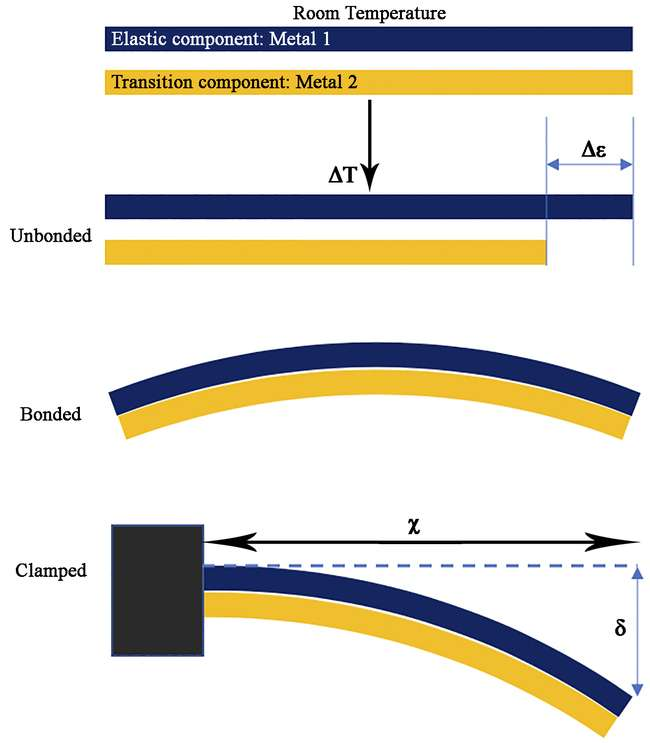 Room Temperature
Elastic component: Metal 1
Transition component: Metal 2
Δε
ΔT
Unbonded
Bonded
χ
Clamped
δ